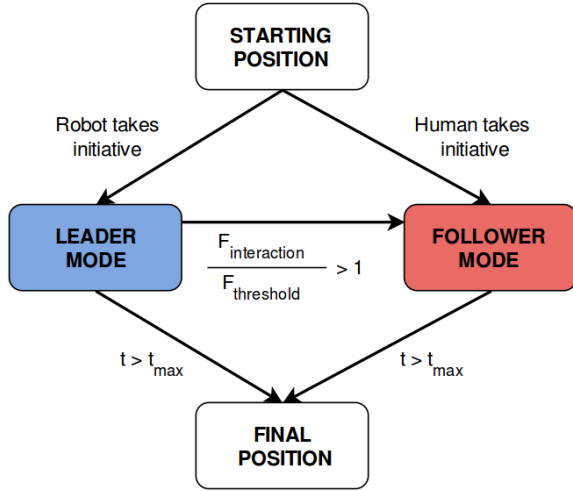 STARTING
POSITION
Robot takes
initiative
Human takes
initiative
LEADER
MODE
F_interaction
F_threshold
> 1
FOLLOWER
MODE
t > t_max
t > t_max
FINAL
POSITION